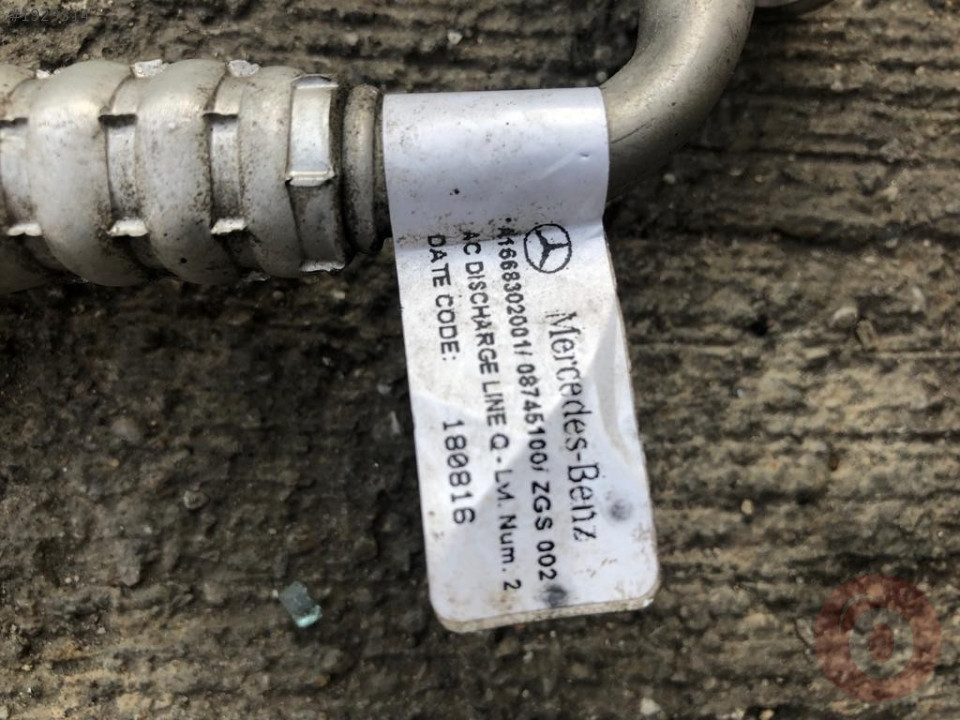 Mercedes-Benz
A1668302001/ 08745100/ ZGS 002
AC DISCHARGE LINE Q - Lvl. Num. 2
DATE CODE: 180816